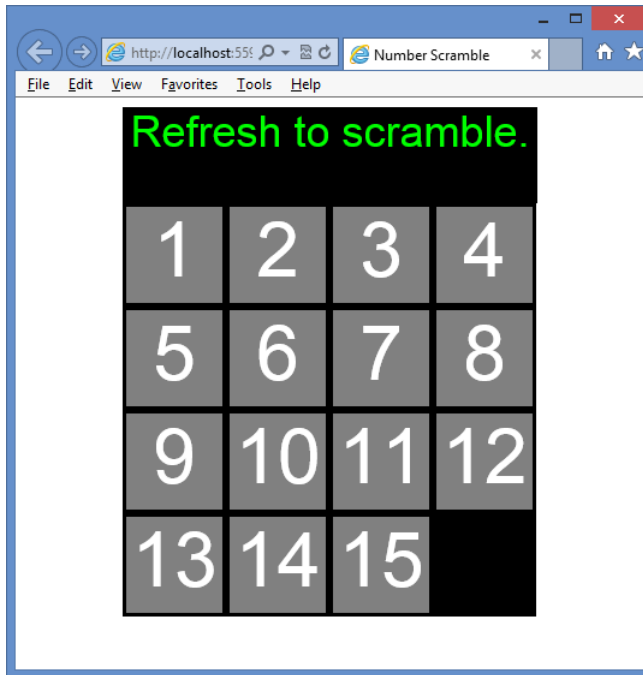 http://localhost:559
Number Scramble
File Edit View Favorites Tools Help
Refresh to scramble.
1 2 3 4
5 6 7 8
9 10 11 12
13 14 15